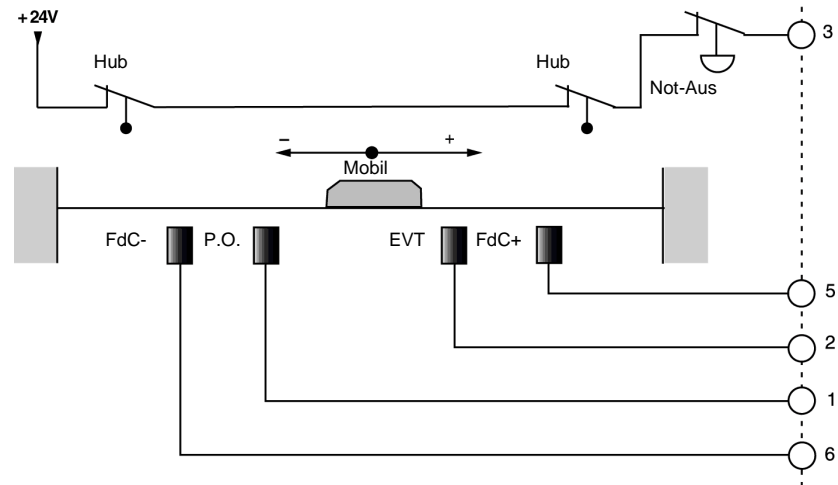 + 24V
3
Hub
Hub
Not-Aus
– +
Mobil
FdC- P.O. EVT FdC+
5
2
1
6